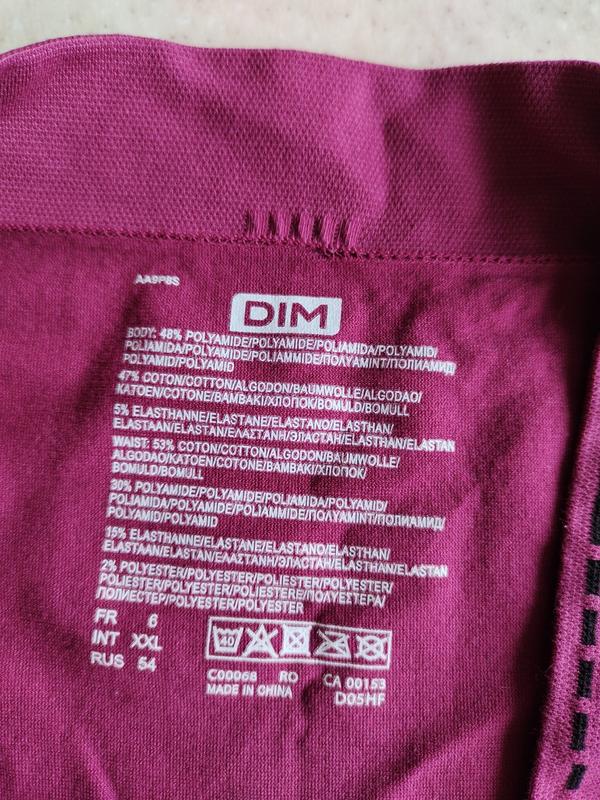 AA9P8S
DIM
BODY: 48% POLYAMIDE/POLYAMIDE/POLIAMIDA/POLYAMID/
POLIAMIDA/POLYAMIDE/POLIAMMIDE/ΠΟΛΥΑΜΙΝΤ/ПОЛИАМИД/
POLYAMID/POLYAMID
47% COTON/COTTON/ALGODON/BAUMWOLLE/ALGODAO/
KATOEN/COTONE/BAMBAKI/ХЛОПОК/BOMULD/BOMULL
5% ELASTHANNE/ELASTANE/ELASTANO/ELASTHAN/
ELASTAAN/ELASTAN/ΕΛΑΣΤΑΝΗ/ЭЛАСТАН/ELASTHAN/ELASTAN
WAIST: 53% COTON/COTTON/ALGODON/BAUMWOLLE/
ALGODAO/KATOEN/COTONE/BAMBAKI/ХЛОПОК/
BOMULD/BOMULL
30% POLYAMIDE/POLYAMIDE/POLIAMIDA/POLYAMID/
POLIAMIDA/POLYAMIDE/POLIAMMIDE/ΠΟΛΥΑΜΙΝΤ/ПОЛИАМИД/
POLYAMID/POLYAMID
15% ELASTHANNE/ELASTANE/ELASTANO/ELASTHAN/
ELASTAAN/ELASTAN/ΕΛΑΣΤΑΝΗ/ЭЛАСТАН/ELASTHAN/ELASTAN
2% POLYESTER/POLYESTER/POLIESTER/POLYESTER/
POLIESTER/POLYESTER/POLIESTERE/ΠΟΛΥΕΣΤΕΡΑ/
ПОЛИЕСТЕР/POLYESTER/POLYESTER
FR 6
INT XXL
RUS 54
40
C00068 RO CA 00153
MADE IN CHINA D05HF